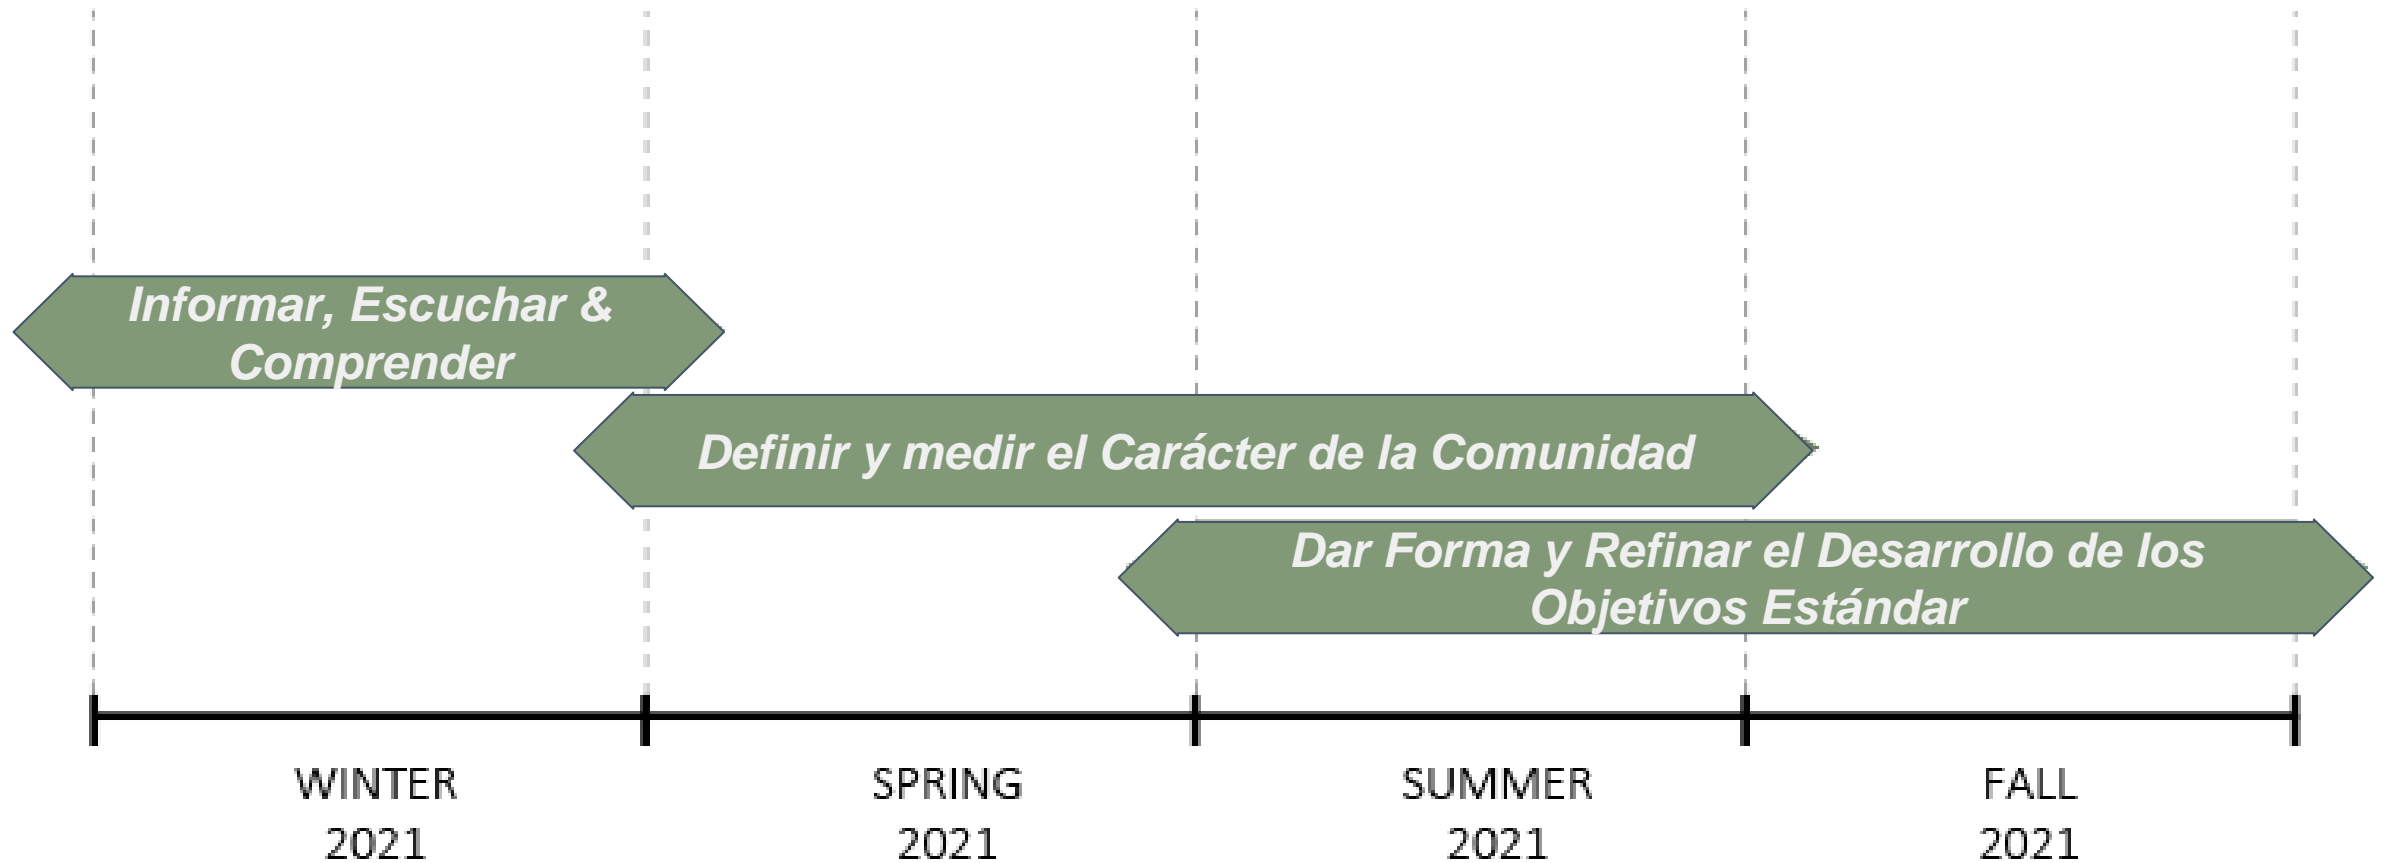 Informar, Escuchar &
Comprender
Definir y medir el Carácter de la Comunidad
Dar Forma y Refinar el Desarrollo de los
Objetivos Estándar
WINTER
2021
SPRING
2021
SUMMER
2021
FALL
2021